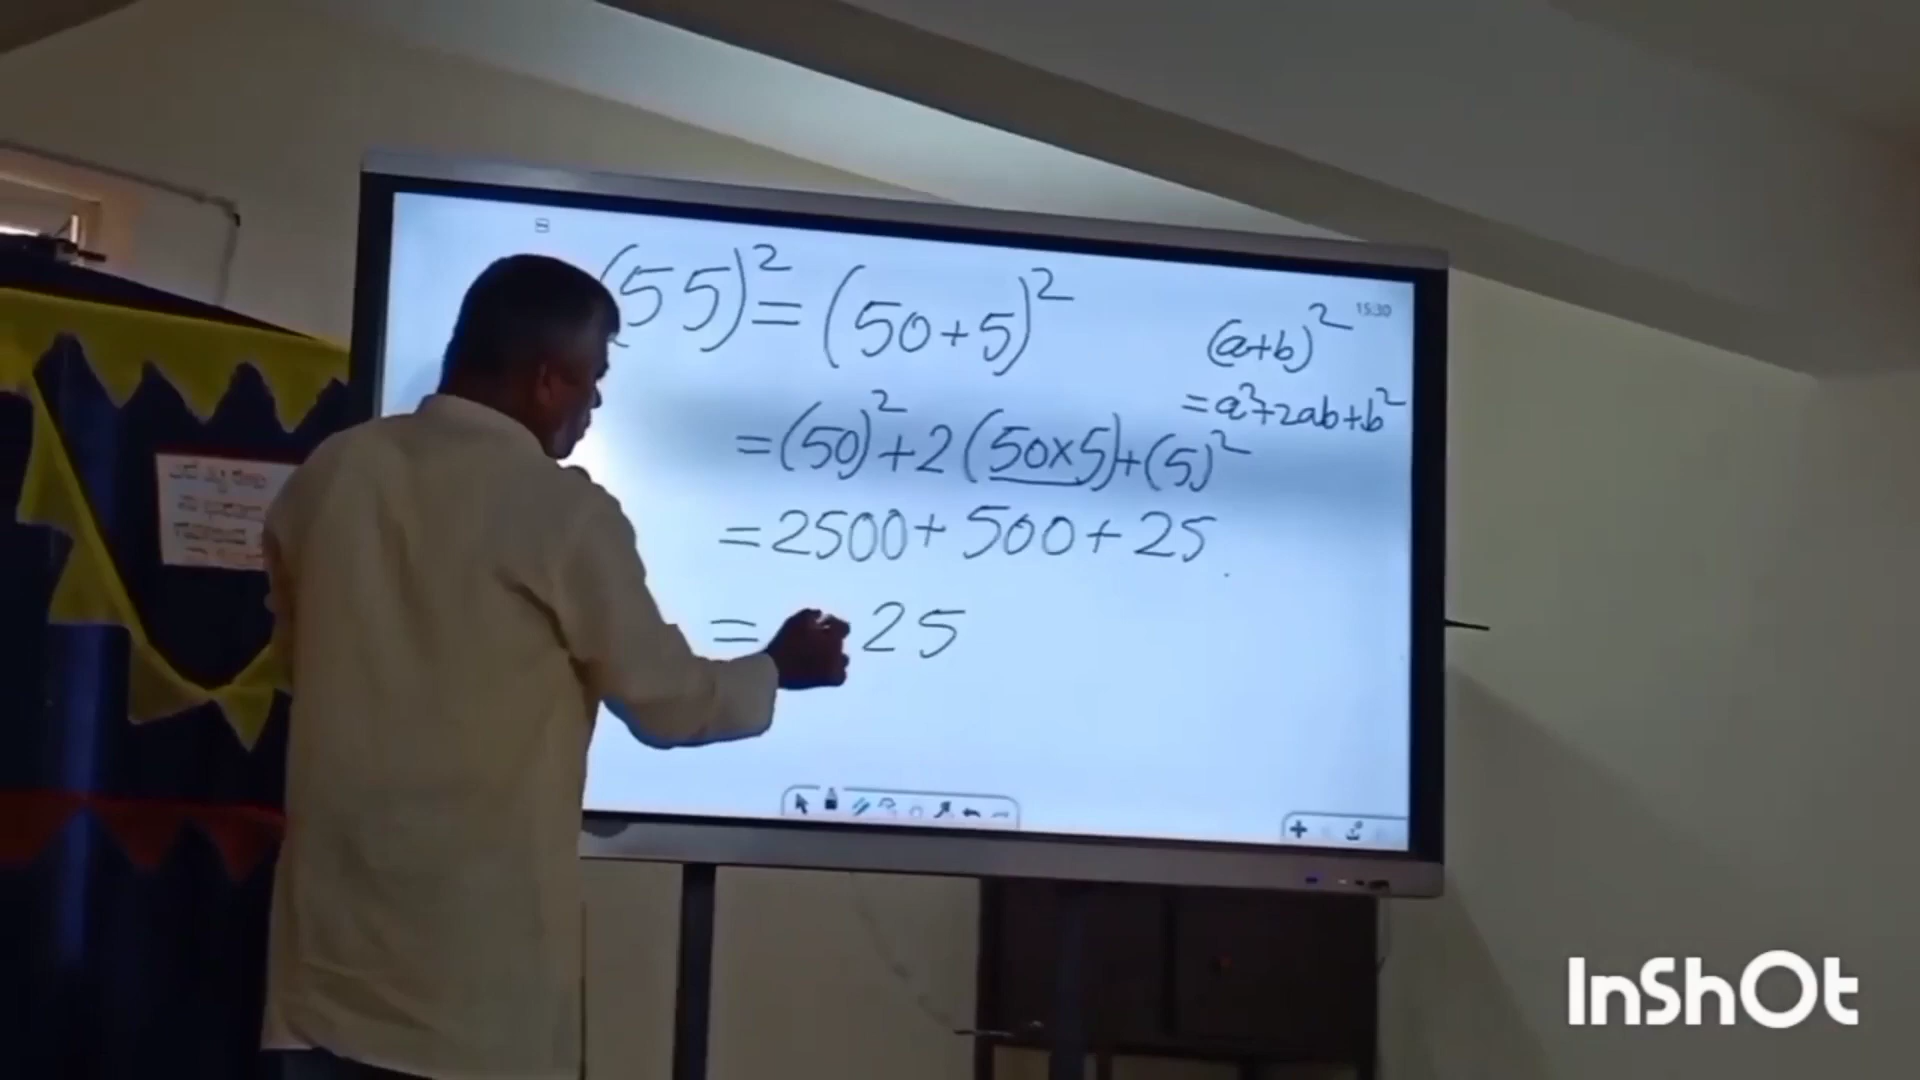 (55)² = (50+5)²
15:30
(a+b)²
= a²+2ab+b²
= (50)² + 2 (50×5) + (5)²
= 2500 + 500 + 25
= 25
InShOt